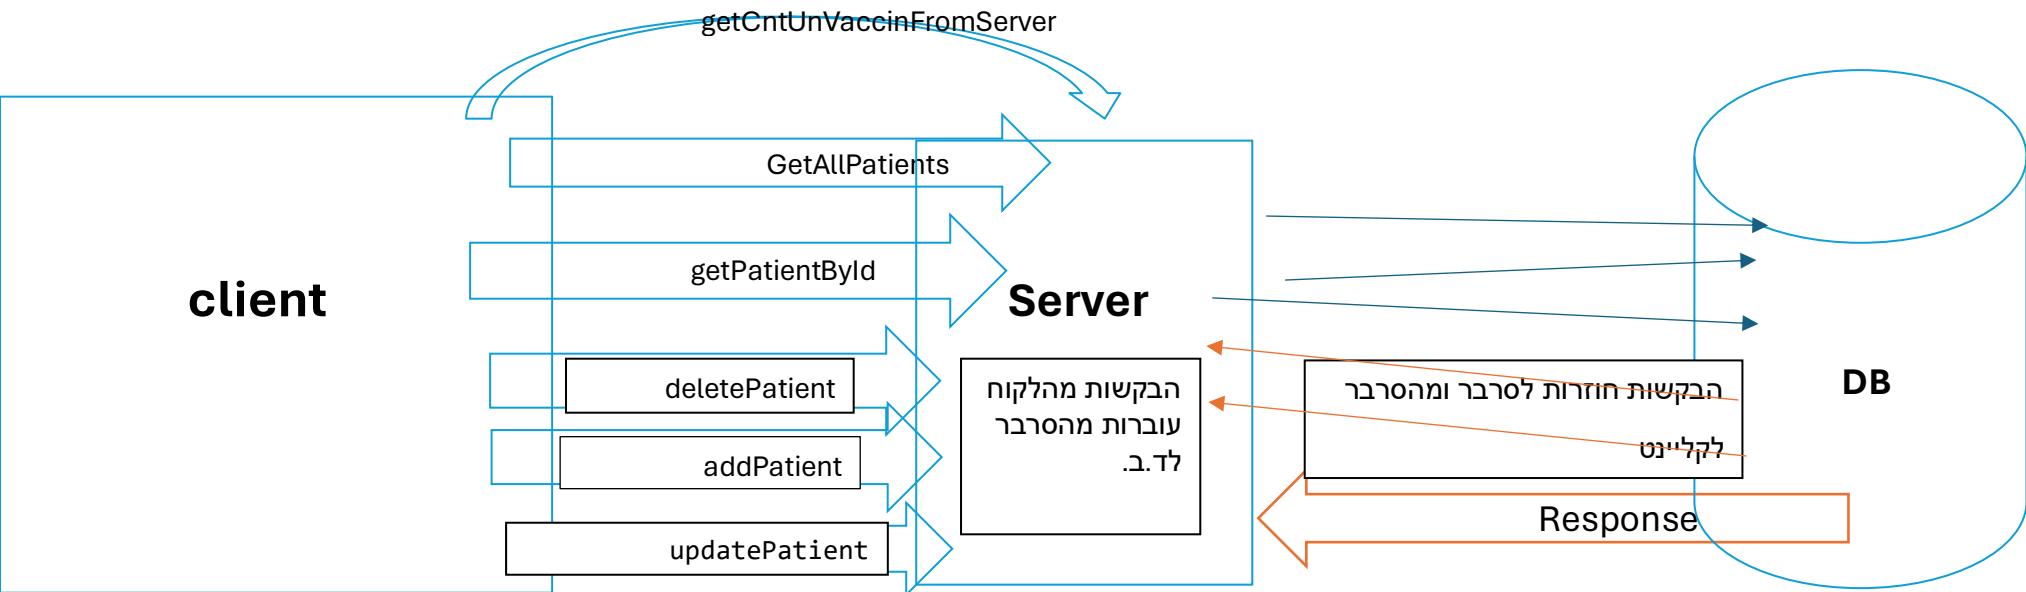 getCntUnVaccinFromServer
GetAllPatients
getPatientById
client
Server
deletePatient
addPatient
updatePatient
הבקשות מהלקוח
עוברות מהסרבר
לד.ב.
הבקשות חוזרות לסרבר ומהסרבר
לקליינט
DB
Response